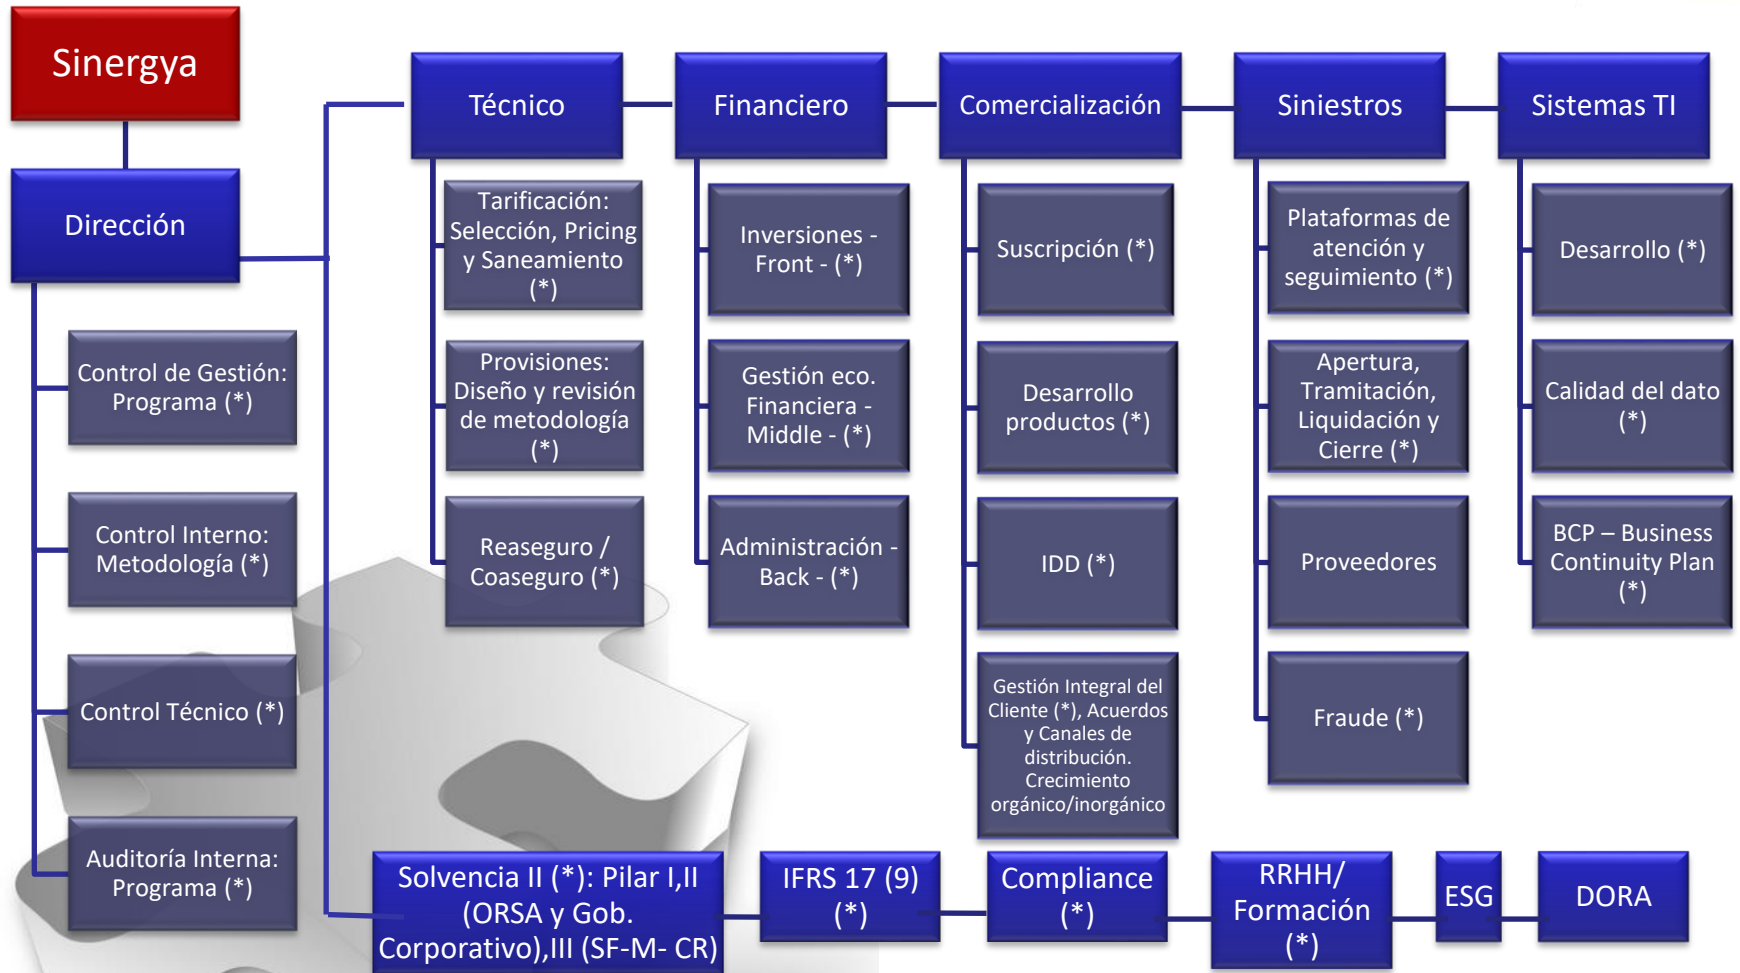 Sinergya
Dirección
Control de Gestión:
Programa (*)
Control Interno:
Metodología (*)
Control Técnico (*)
Auditoría Interna:
Programa (*)
Técnico
Tarificación:
Selección, Pricing
y Saneamiento
(*)
Provisiones:
Diseño y revisión
de metodología
(*)
Reaseguro /
Coaseguro (*)
Financiero
Inversiones -
Front - (*)
Gestión eco.
Financiera -
Middle - (*)
Administración -
Back - (*)
Comercialización
Suscripción (*)
Desarrollo
productos (*)
IDD (*)
Gestión Integral del
Cliente (*), Acuerdos
y Canales de
distribución.
Crecimiento
orgánico/inorgánico
Siniestros
Plataformas de
atención y
seguimiento (*)
Apertura,
Tramitación,
Liquidación y
Cierre (*)
Proveedores
Fraude (*)
Sistemas TI
Desarrollo (*)
Calidad del dato
(*)
BCP – Business
Continuity Plan
(*)
Solvencia II (*): Pilar I,II
(ORSA y Gob.
Corporativo),III (SF-M- CR)
IFRS 17 (9)
(*)
Compliance
(*)
RRHH/
Formación
(*)
ESG
DORA